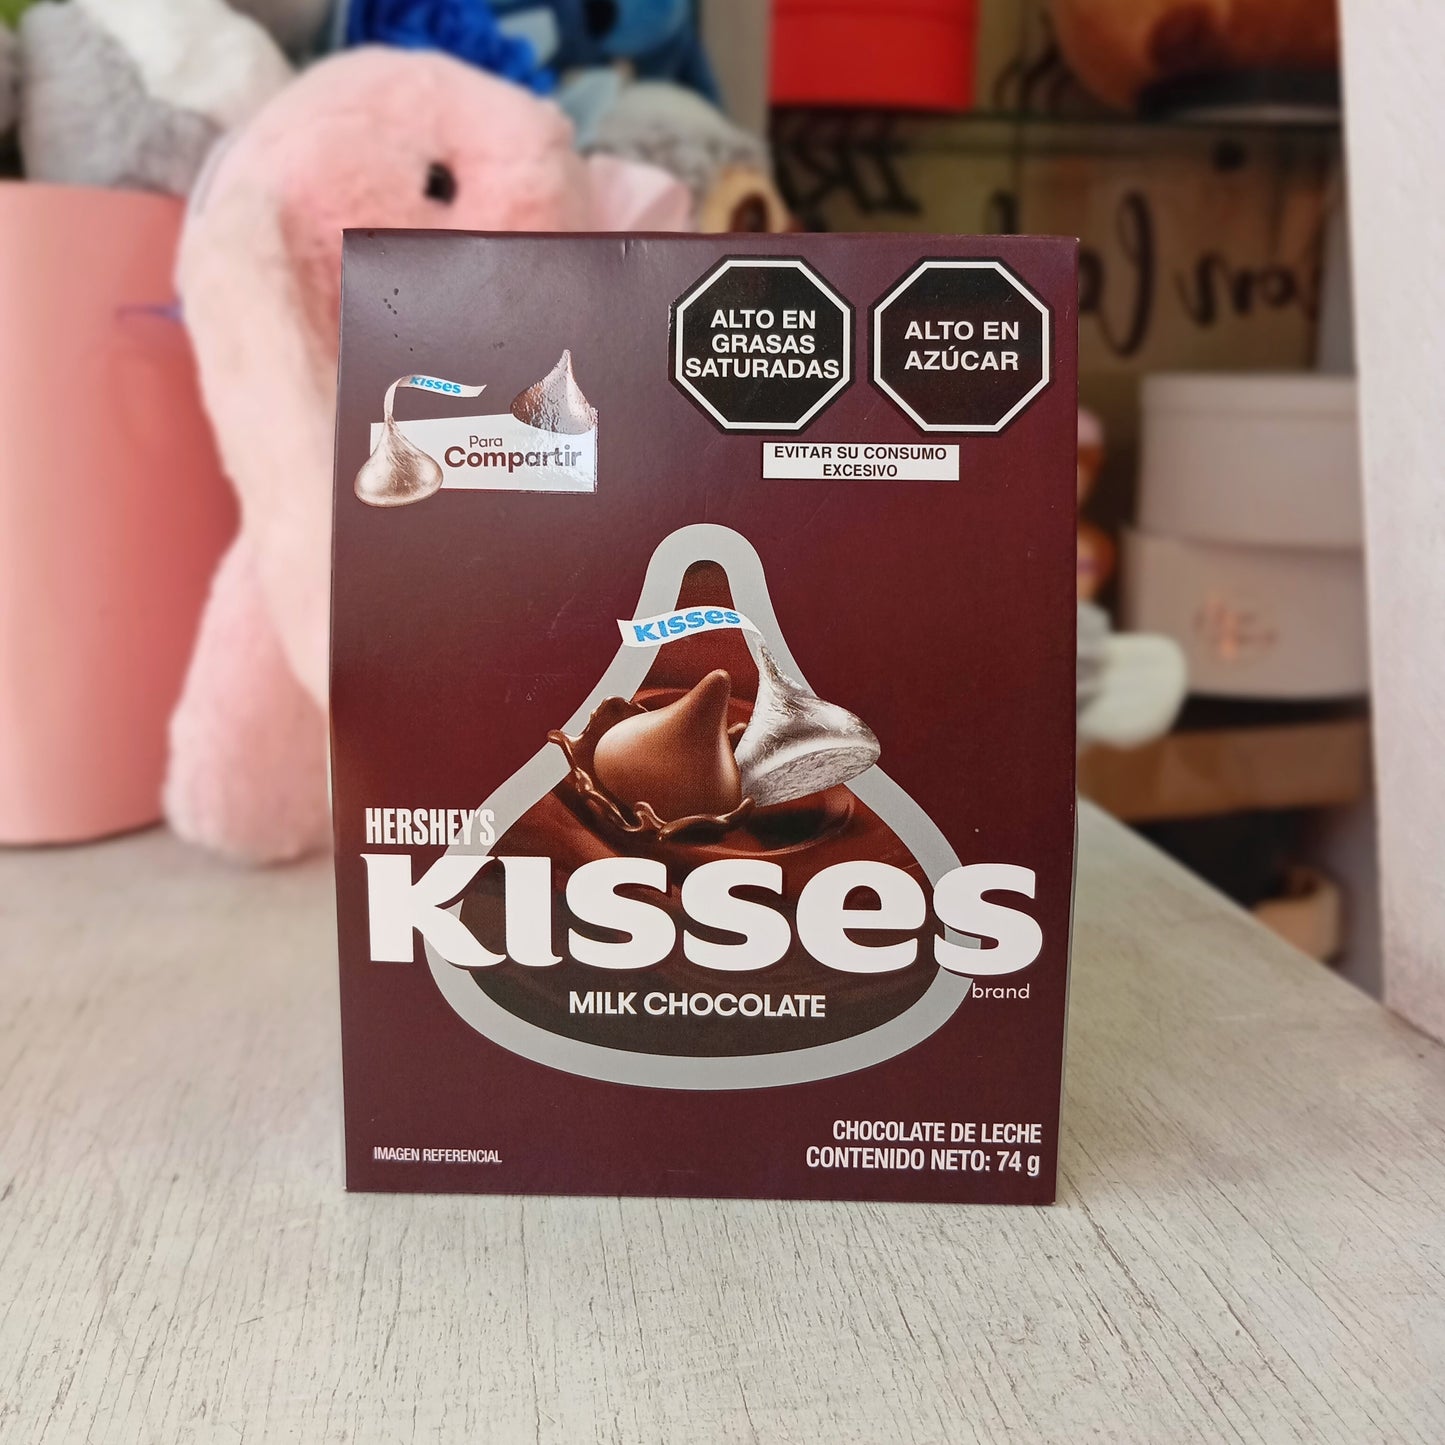 ALTO EN
GRASAS
SATURADAS
ALTO EN
AZÚCAR
EVITAR SU CONSUMO
EXCESIVO
KISSES
Para
Compartir
KISSES
HERSHEY'S
KISSES
brand
MILK CHOCOLATE
CHOCOLATE DE LECHE
CONTENIDO NETO: 74 g
IMAGEN REFERENCIAL